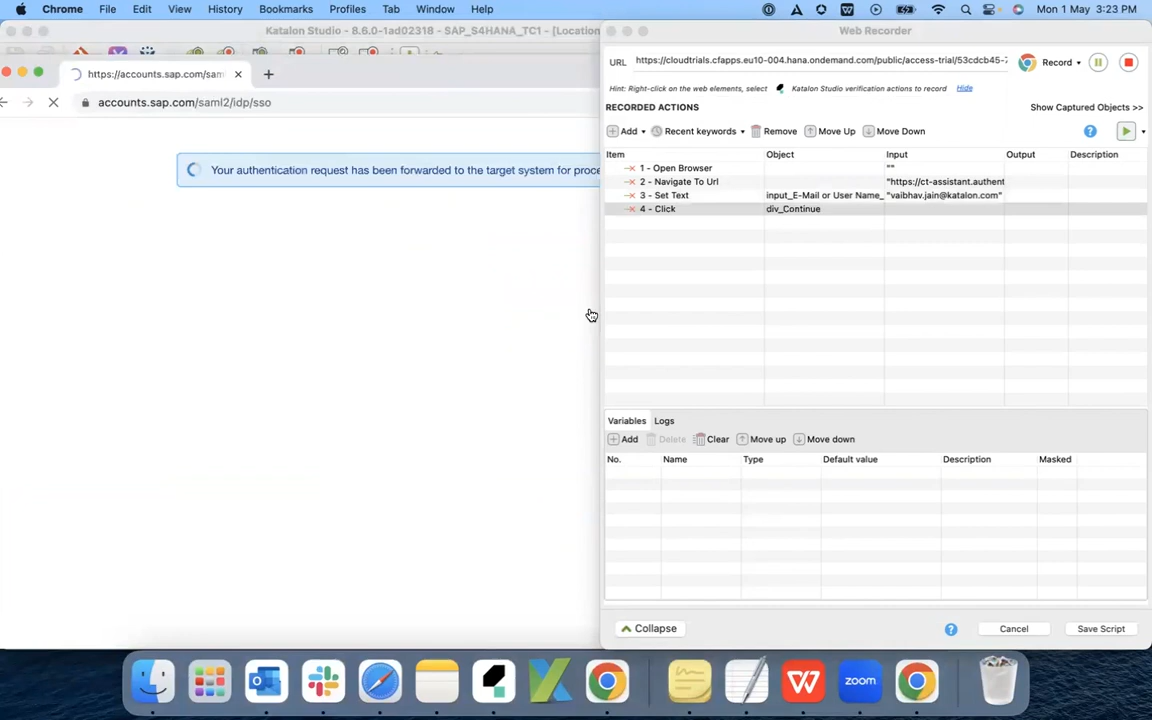 Chrome File Edit View History Bookmarks Profiles Tab Window Help Mon 1 May 3:23 PM
Katalon Studio - 8.6.0-1ad02318 - SAP_S4HANA_TC1 - [Location
Web Recorder
https://accounts.sap.com/saml
URL https://cloudtrials.cfapps.eu10-004.hana.ondemand.com/public/access-trial/53cdcb45-7 Record
accounts.sap.com/saml2/idp/sso
Hint: Right-click on the web elements, select Katalon Studio verification actions to record Hide
RECORDED ACTIONS Show Captured Objects >>
Add Recent keywords Remove Move Up Move Down
Item Object Input Output Description
1 - Open Browser ""
Your authentication request has been forwarded to the target system for proce
2 - Navigate To Url "https://ct-assistant.authent
3 - Set Text input_E-Mail or User Name_ "vaibhav.jain@katalon.com"
4 - Click div_Continue
Variables Logs
Add Delete Clear Move up Move down
No. Name Type Default value Description Masked
Collapse Cancel Save Script
zoom